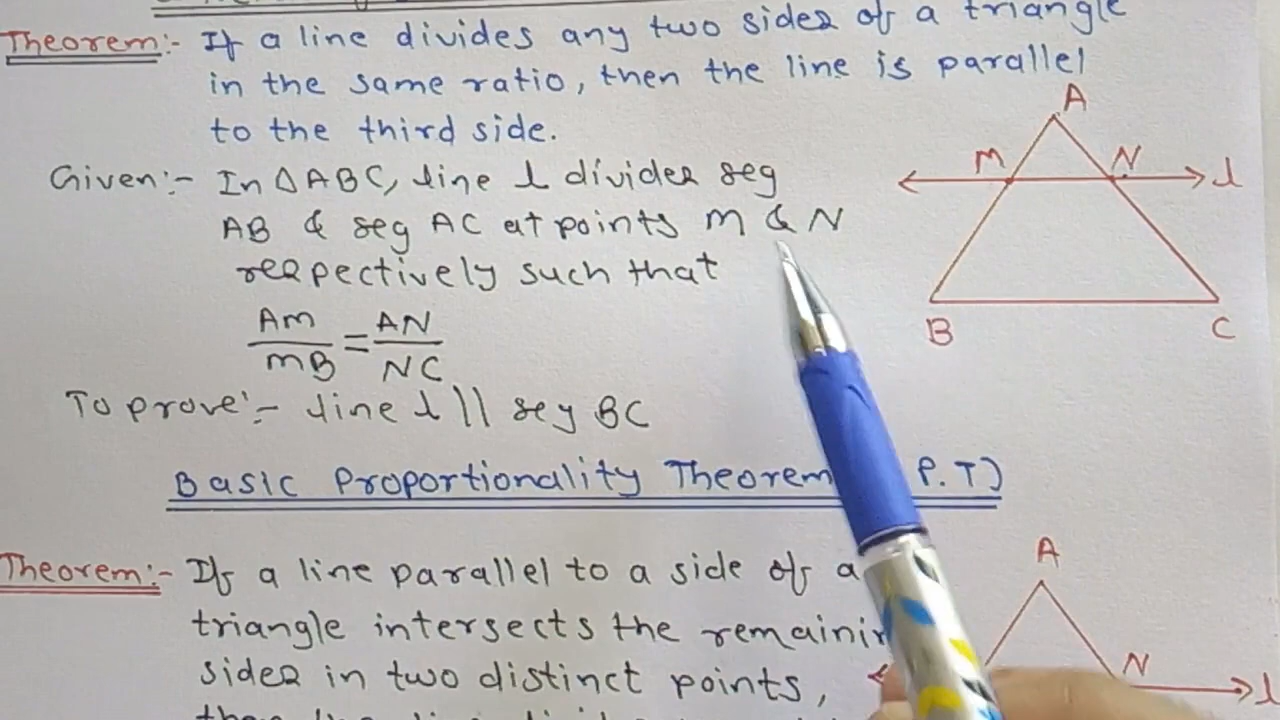 Theorem:- If a line divides any two sides of a triangle
in the same ratio, then the line is parallel
to the third side.
Given:- In △ABC, line l divides seg
AB & seg AC at points M & N
respectively such that
AM/MB = AN/NC
To prove:- line l || seg BC
A
M N l
B C
Basic Proportionality Theorem P.T)
Theorem:- If a line parallel to a side of a
triangle intersects the remainin
sides in two distinct points,
A
N
l